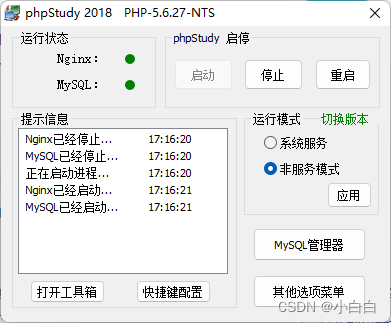 phpStudy 2018 PHP-5.6.27-NTS
运行状态
Nginx:
MySQL:
phpStudy 启停
启动 停止 重启
提示信息
Nginx已经停止... 17:16:20
MySQL已经停止... 17:16:20
正在启动进程... 17:16:20
Nginx已经启动... 17:16:21
MySQL已经启动... 17:16:21
打开工具箱 快捷键配置
运行模式 切换版本
系统服务
非服务模式
应用
MySQL管理器
其他选项菜单
CSDN @小白白